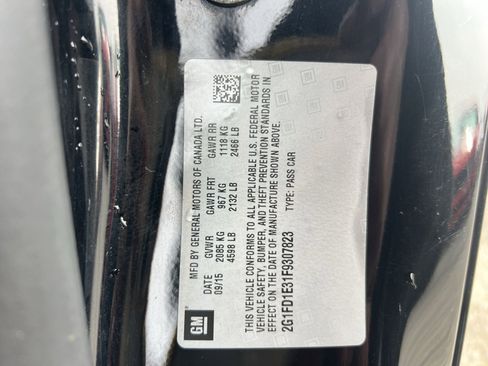 MFD BY GENERAL MOTORS OF CANADA LTD.
DATE GVWR GAWR FRT GAWR RR
09/15 2085 KG 967 KG 1118 KG
4598 LB 2132 LB 2466 LB
THIS VEHICLE CONFORMS TO ALL APPLICABLE U.S. FEDERAL MOTOR
VEHICLE SAFETY, BUMPER, AND THEFT PREVENTION STANDARDS IN
EFFECT ON THE DATE OF MANUFACTURE SHOWN ABOVE.
2G1FD1E31F9307823 TYPE: PASS CAR
GM